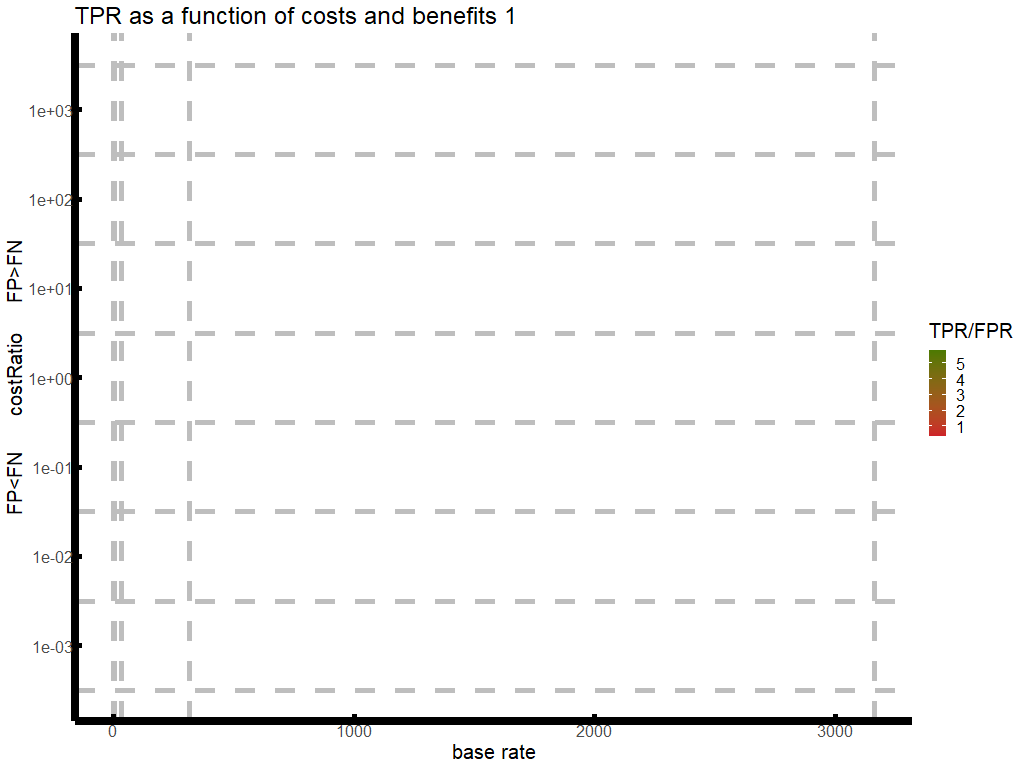 TPR as a function of costs and benefits 1
1e+03
1e+02
1e+01
1e+00
1e-01
1e-02
1e-03
FP<FN costRatio FP>FN
0 1000 2000 3000
base rate
TPR/FPR
5
4
3
2
1